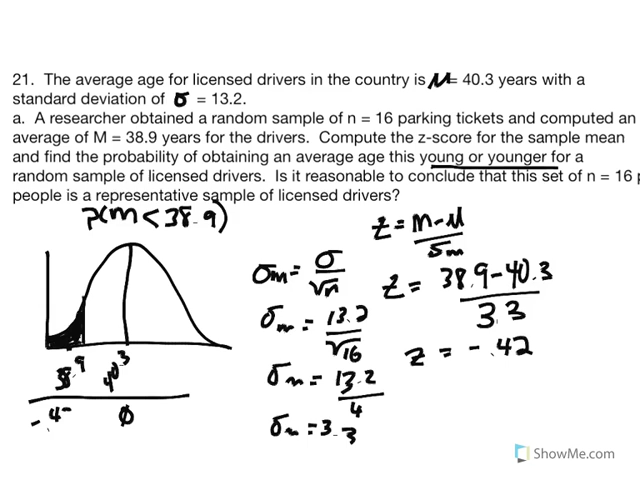 21. The average age for licensed drivers in the country is μ= 40.3 years with a
standard deviation of σ = 13.2.
a. A researcher obtained a random sample of n = 16 parking tickets and computed an
average of M = 38.9 years for the drivers. Compute the z-score for the sample mean
and find the probability of obtaining an average age this young or younger for a
random sample of licensed drivers. Is it reasonable to conclude that this set of n = 16 p
people is a representative sample of licensed drivers?
P(M < 38.9)
z = M-μ / σm
σm = σ / √n
z = 38.9-40.3 / 3.3
σm = 13.2 / √16
z = -.42
σm = 13.2 / 4
σm = 3.3
38.9 40.3
0
ShowMe.com